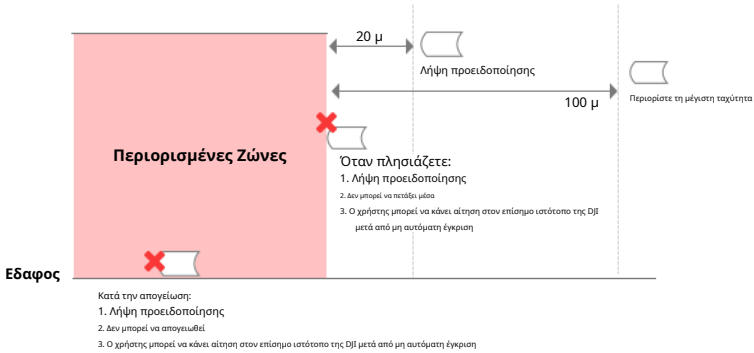 20 μ
Λήψη προειδοποίησης
100 μ
Περιορίστε τη μέγιστη ταχύτητα
Περιορισμένες Ζώνες
Όταν πλησιάζετε:
1. Λήψη προειδοποίησης
2. Δεν μπορεί να πετάξει μέσα
3. Ο χρήστης μπορεί να κάνει αίτηση στον επίσημο ιστότοπο της DJI
μετά από μη αυτόματη έγκριση
Εδαφος
Κατά την απογείωση:
1. Λήψη προειδοποίησης
2. Δεν μπορεί να απογειωθεί
3. Ο χρήστης μπορεί να κάνει αίτηση στον επίσημο ιστότοπο της DJI μετά από μη αυτόματη έγκριση